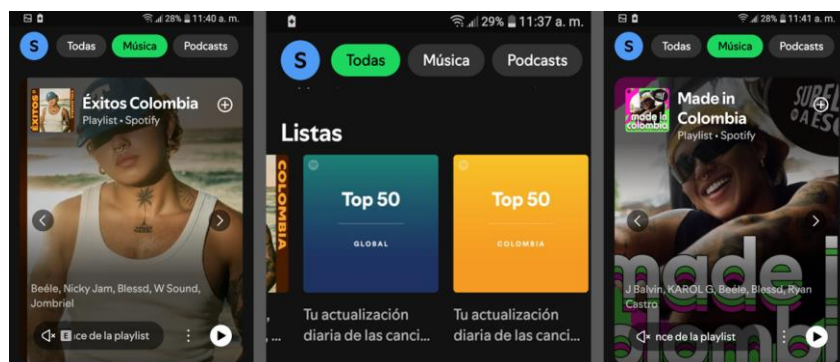 28% 11:40 a. m.
S Todas Música Podcasts
ÉXITOS
Éxitos Colombia
Playlist • Spotify
Beéle, Nicky Jam, Blessd, W Sound,
Jombriel
E nce de la playlist
29% 11:37 a. m.
S Todas Música Podcasts
Listas
COLOMBIA
Top 50
GLOBAL
Top 50
COLOMBIA
Tu actualización
diaria de las canci...
Tu actualización
diaria de las canci...
28% 11:41 a. m.
S Todas Música Podcasts
made in
colombia
Made in
Colombia
Playlist • Spotify
J Balvin, KAROL G, Beéle, Blessd, Ryan
Castro
made i
olombi
nce de la playlist